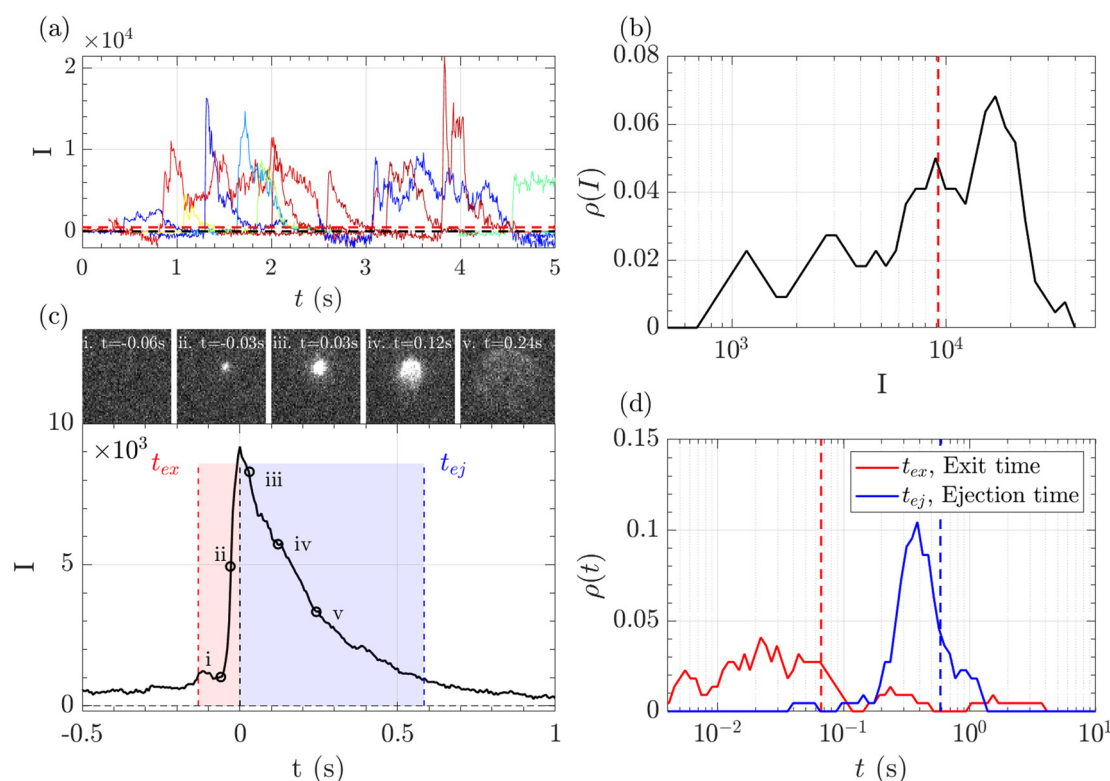 (a)
×10⁴
2
1
0
I
0 1 2 3 4 5
t (s)
(b)
0.08
0.06
0.04
0.02
0
ρ(I)
10³ 10⁴
I
(c)
i. t=-0.06s ii. t=-0.03s iii. t=0.03s iv. t=0.12s v. t=0.24s
10
×10³
t_ex t_ej
iii
ii iv
5
v
i
0
I
-0.5 0 0.5 1
t (s)
(d)
0.15
t_ex, Exit time
t_ej, Ejection time
0.1
0.05
0
ρ(t)
10⁻² 10⁻¹ 10⁰ 10¹
t (s)